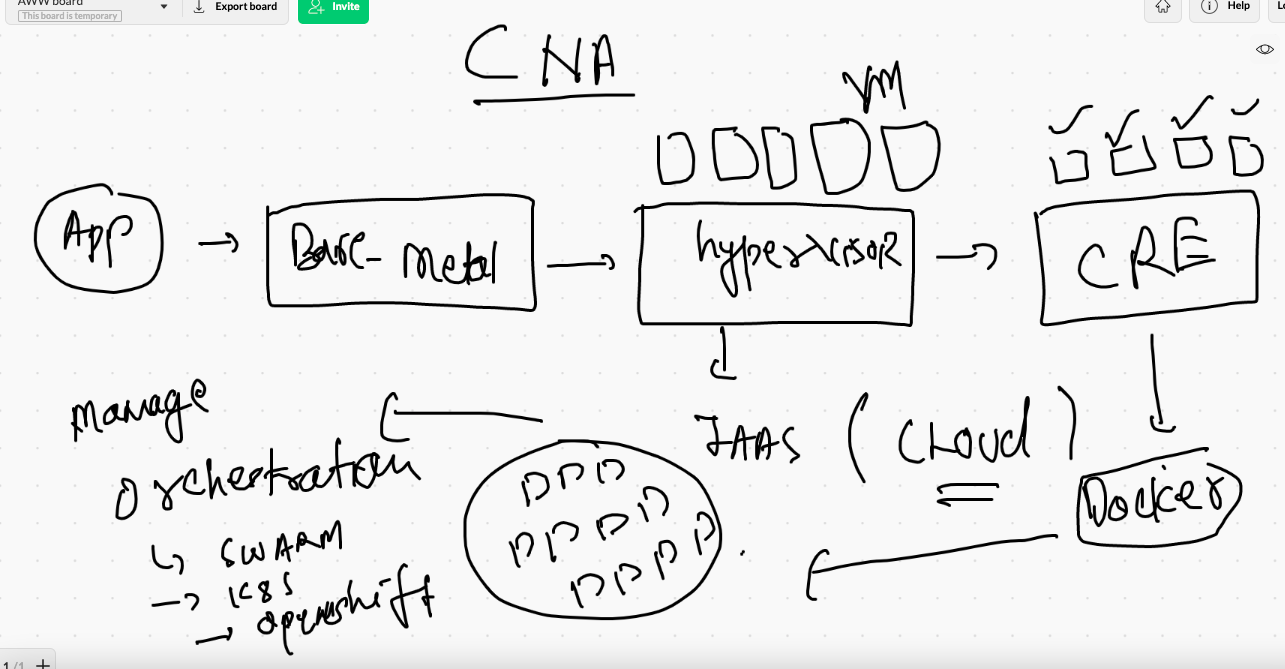 AWW board
This board is temporary
Export board
Invite
Help
CNA
VM
App
Bare-Metal
hypervisor
CRE
IAAS (Cloud)
Docker
Manage
Orchestration
SWARM
K8S
openshift
D D D
D D D D
D D D D
1/1 +